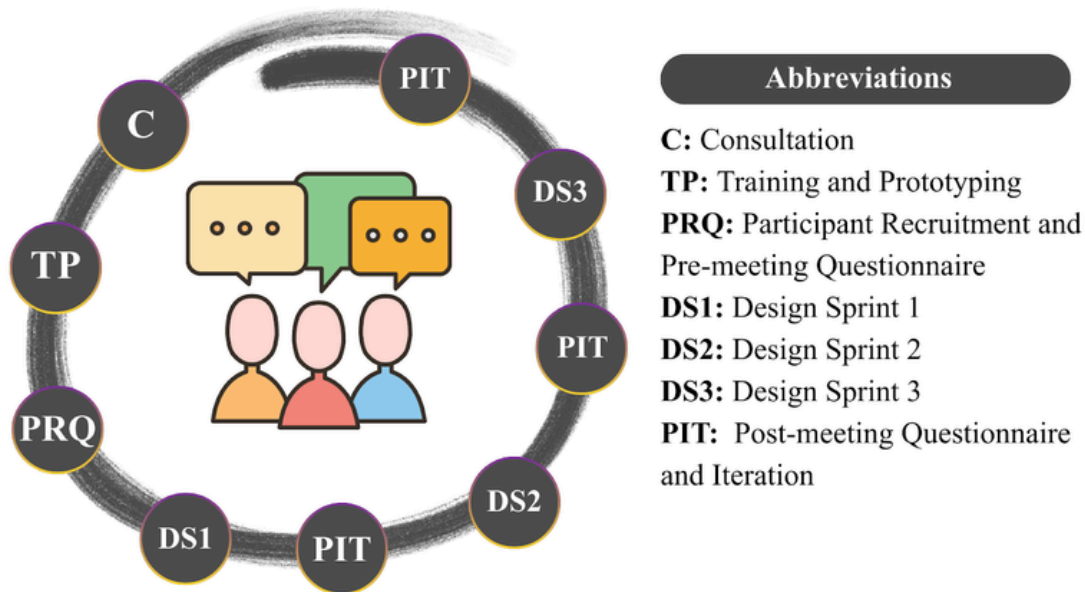 PIT
C
DS3
TP
PIT
PRQ
DS2
DS1
PIT
Abbreviations
C: Consultation
TP: Training and Prototyping
PRQ: Participant Recruitment and
Pre-meeting Questionnaire
DS1: Design Sprint 1
DS2: Design Sprint 2
DS3: Design Sprint 3
PIT: Post-meeting Questionnaire
and Iteration